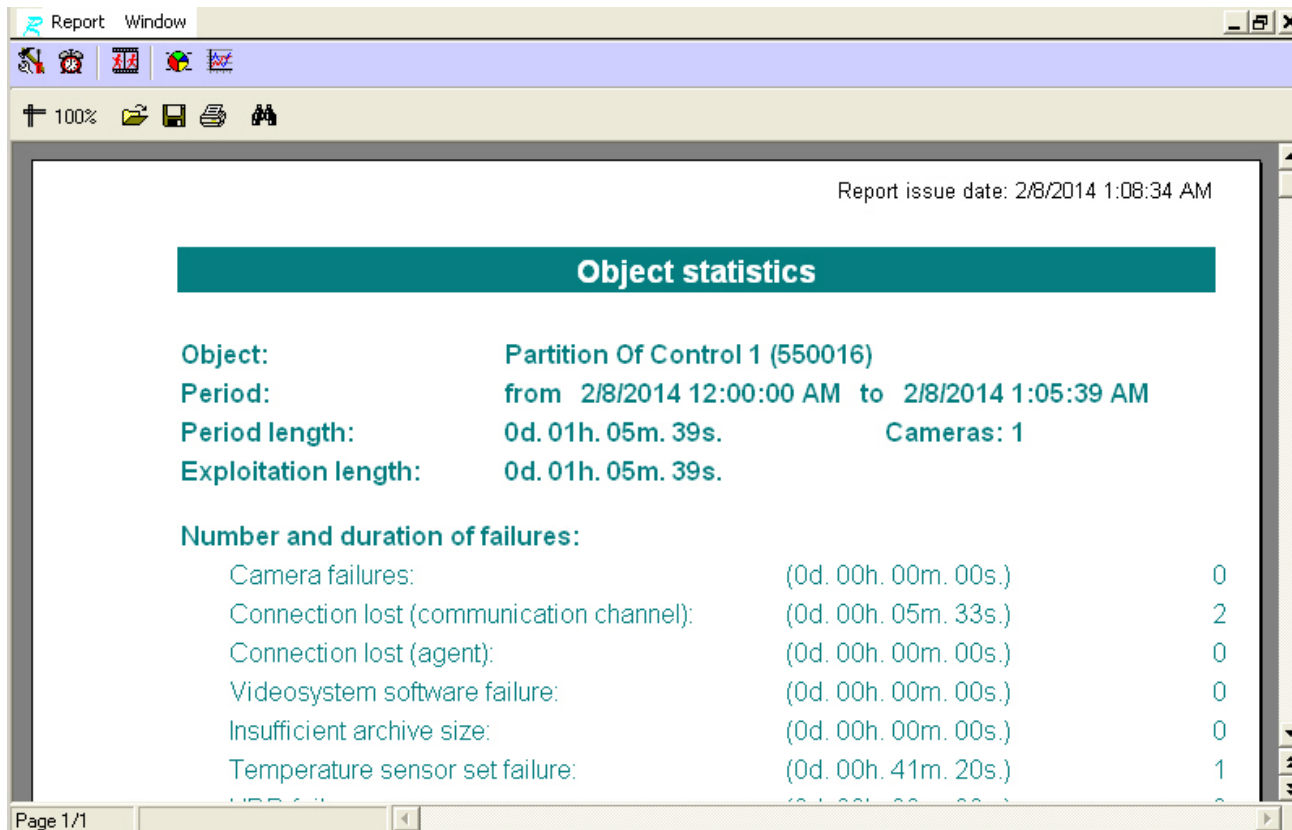 Report Window
100%
Report issue date: 2/8/2014 1:08:34 AM
Object statistics
Object: Partition Of Control 1 (550016)
Period: from 2/8/2014 12:00:00 AM to 2/8/2014 1:05:39 AM
Period length: 0d. 01h. 05m. 39s. Cameras: 1
Exploitation length: 0d. 01h. 05m. 39s.
Number and duration of failures:
Camera failures: (0d. 00h. 00m. 00s.) 0
Connection lost (communication channel): (0d. 00h. 05m. 33s.) 2
Connection lost (agent): (0d. 00h. 00m. 00s.) 0
Videosystem software failure: (0d. 00h. 00m. 00s.) 0
Insufficient archive size: (0d. 00h. 00m. 00s.) 0
Temperature sensor set failure: (0d. 00h. 41m. 20s.) 1
Page 1/1